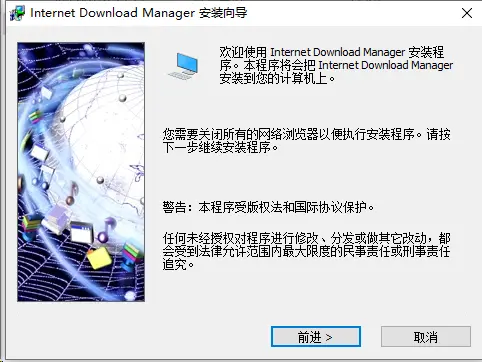 Internet Download Manager 安装向导
欢迎使用 Internet Download Manager 安装程
序。本程序将会把 Internet Download Manager
安装到您的计算机上。
您需要关闭所有的网络浏览器以便执行安装程序。请按
下一步继续安装程序。
警告：本程序受版权法和国际协议保护。
任何未经授权对程序进行修改、分发或做其它改动，都
会受到法律允许范围内最大限度的民事责任或刑事责任
追究。
前进 >
取消